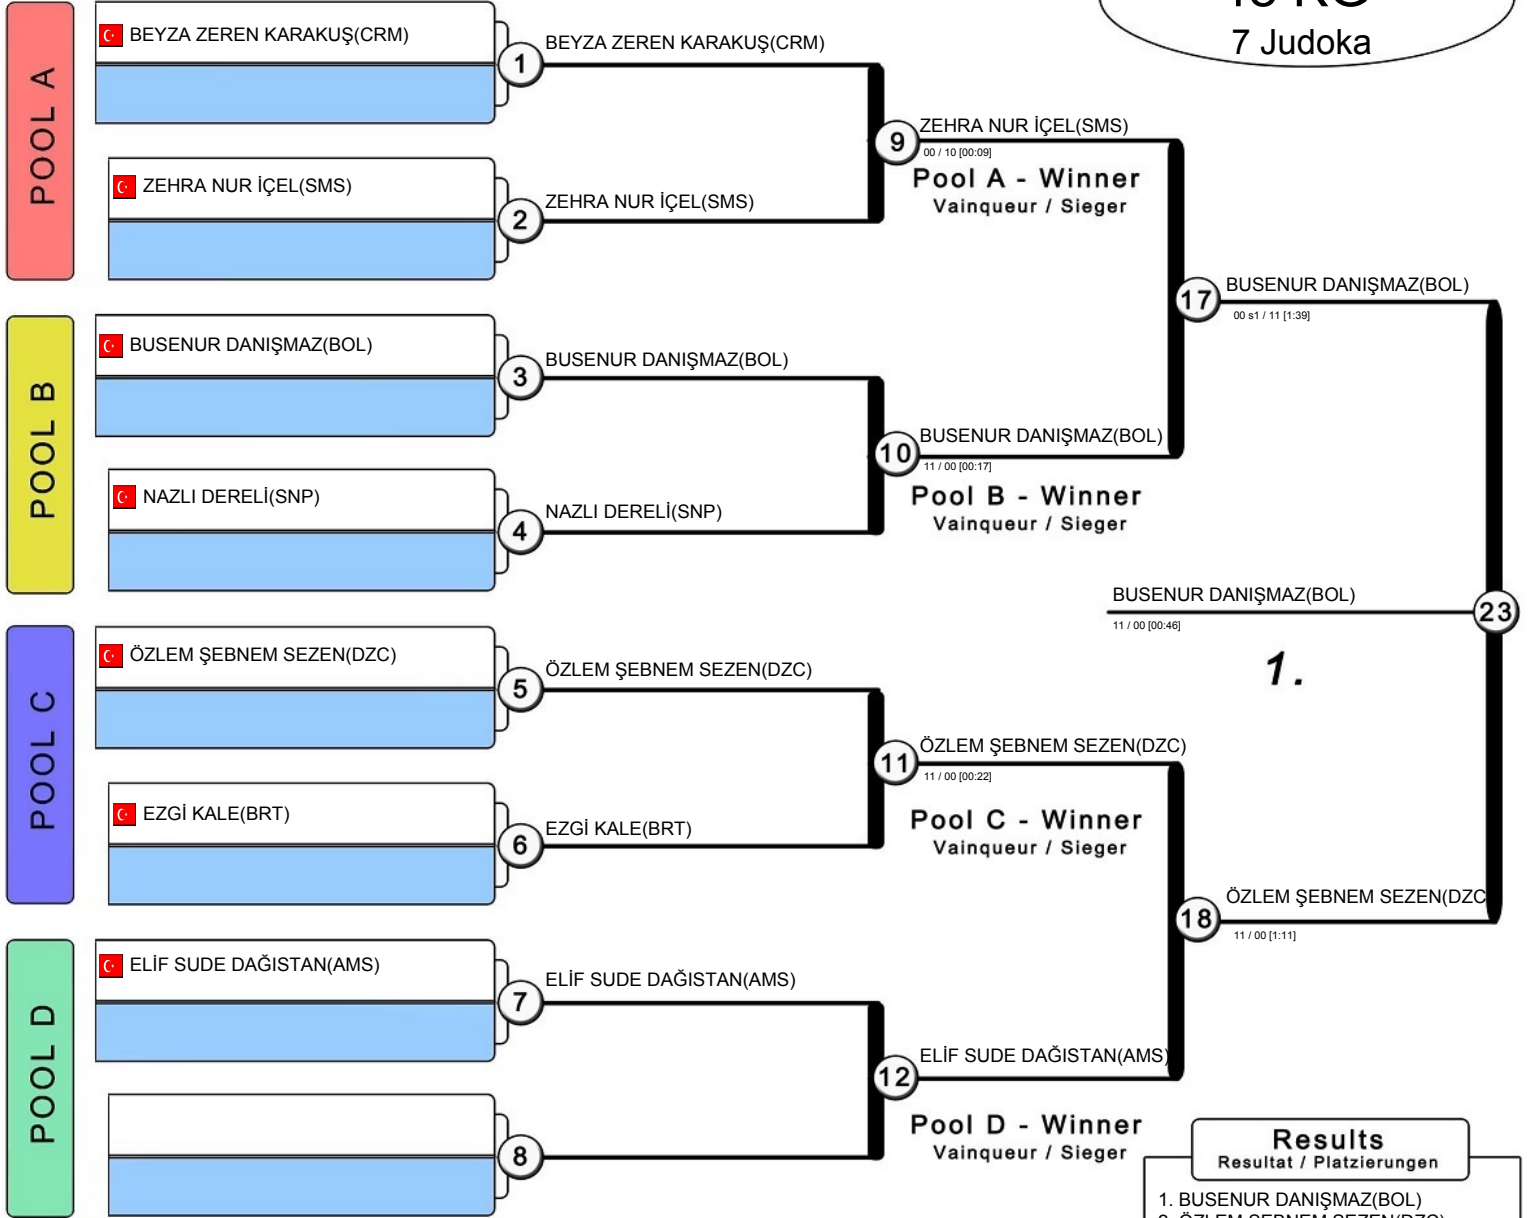 7 Judoka
POOL A
BEYZA ZEREN KARAKUŞ(CRM)
1
BEYZA ZEREN KARAKUŞ(CRM)
ZEHRA NUR İÇEL(SMS)
2
ZEHRA NUR İÇEL(SMS)
9
ZEHRA NUR İÇEL(SMS)
00 / 10 [00:09]
Pool A - Winner
Vainqueur / Sieger
POOL B
BUSENUR DANIŞMAZ(BOL)
3
BUSENUR DANIŞMAZ(BOL)
NAZLI DERELİ(SNP)
4
NAZLI DERELİ(SNP)
10
BUSENUR DANIŞMAZ(BOL)
11 / 00 [00:17]
Pool B - Winner
Vainqueur / Sieger
17
BUSENUR DANIŞMAZ(BOL)
00 s1 / 11 [1:39]
BUSENUR DANIŞMAZ(BOL)
23
11 / 00 [00:46]
1.
POOL C
ÖZLEM ŞEBNEM SEZEN(DZC)
5
ÖZLEM ŞEBNEM SEZEN(DZC)
EZGİ KALE(BRT)
6
EZGİ KALE(BRT)
11
ÖZLEM ŞEBNEM SEZEN(DZC)
11 / 00 [00:22]
Pool C - Winner
Vainqueur / Sieger
18
ÖZLEM ŞEBNEM SEZEN(DZC
11 / 00 [1:11]
POOL D
ELİF SUDE DAĞISTAN(AMS)
7
ELİF SUDE DAĞISTAN(AMS)
8
12
ELİF SUDE DAĞISTAN(AMS)
Pool D - Winner
Vainqueur / Sieger
Results
Resultat / Platzierungen
1. BUSENUR DANIŞMAZ(BOL)
2. ÖZLEM ŞEBNEM SEZEN(DZC)